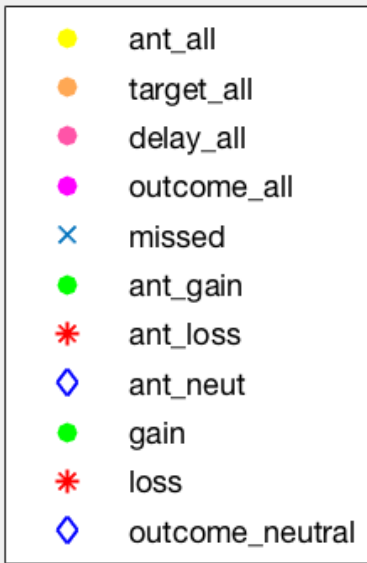 ant_all
target_all
delay_all
outcome_all
missed
ant_gain
ant_loss
ant_neut
gain
loss
outcome_neutral